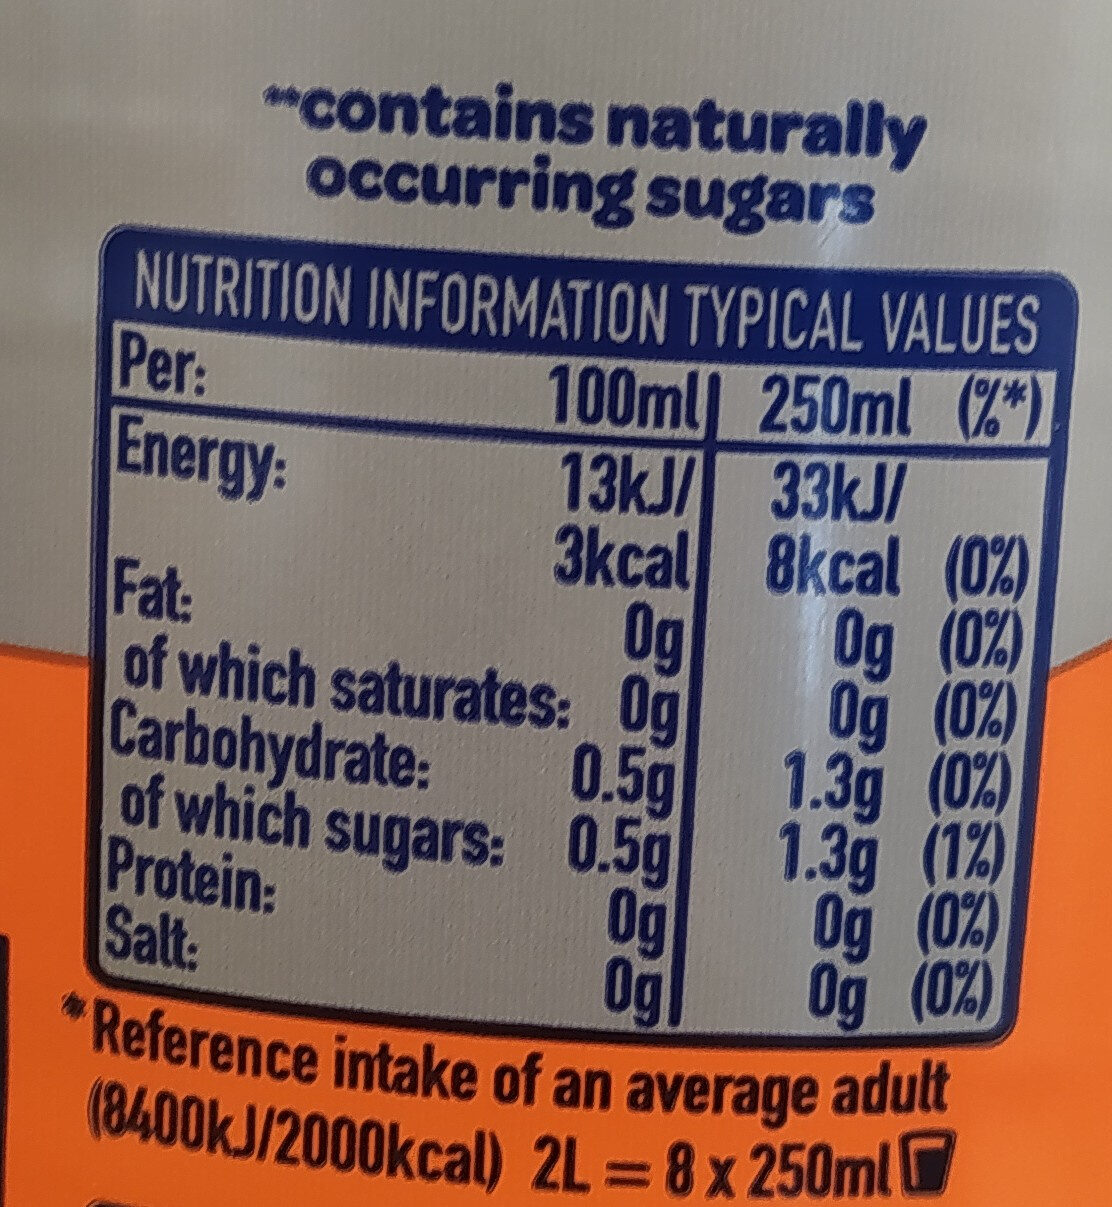 **contains naturally
occurring sugars
NUTRITION INFORMATION TYPICAL VALUES
Per: 100ml 250ml (%*)
Energy: 13kJ/ 33kJ/
3kcal 8kcal (0%)
Fat: 0g 0g (0%)
of which saturates: 0g 0g (0%)
Carbohydrate: 0.5g 1.3g (0%)
of which sugars: 0.5g 1.3g (1%)
Protein: 0g 0g (0%)
Salt: 0g 0g (0%)
*Reference intake of an average adult
(8400kJ/2000kcal) 2L = 8 x 250ml